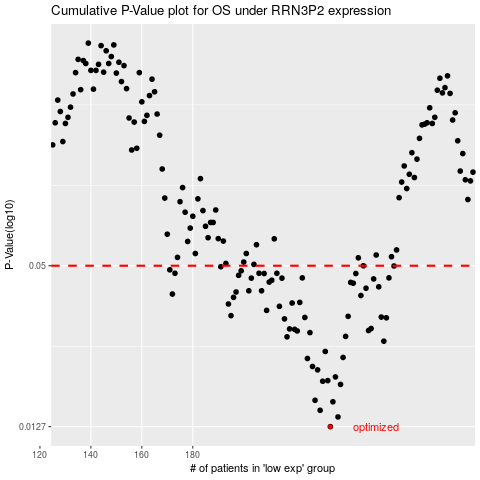 Cumulative P-Value plot for OS under RRN3P2 expression
P-Value(log10)
0.05
0.0127
optimized
120 140 160 180
# of patients in 'low exp' group